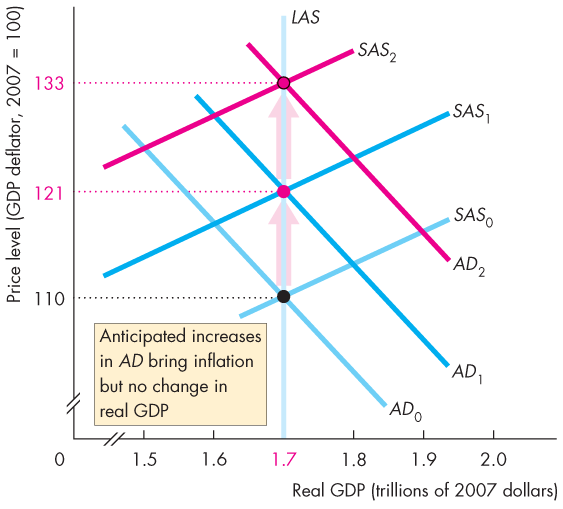 Price level (GDP deflator, 2007 = 100)
LAS
SAS2
133
SAS1
121
SAS0
AD2
110
Anticipated increases
in AD bring inflation
but no change in
real GDP
AD1
AD0
0 1.5 1.6 1.7 1.8 1.9 2.0
Real GDP (trillions of 2007 dollars)